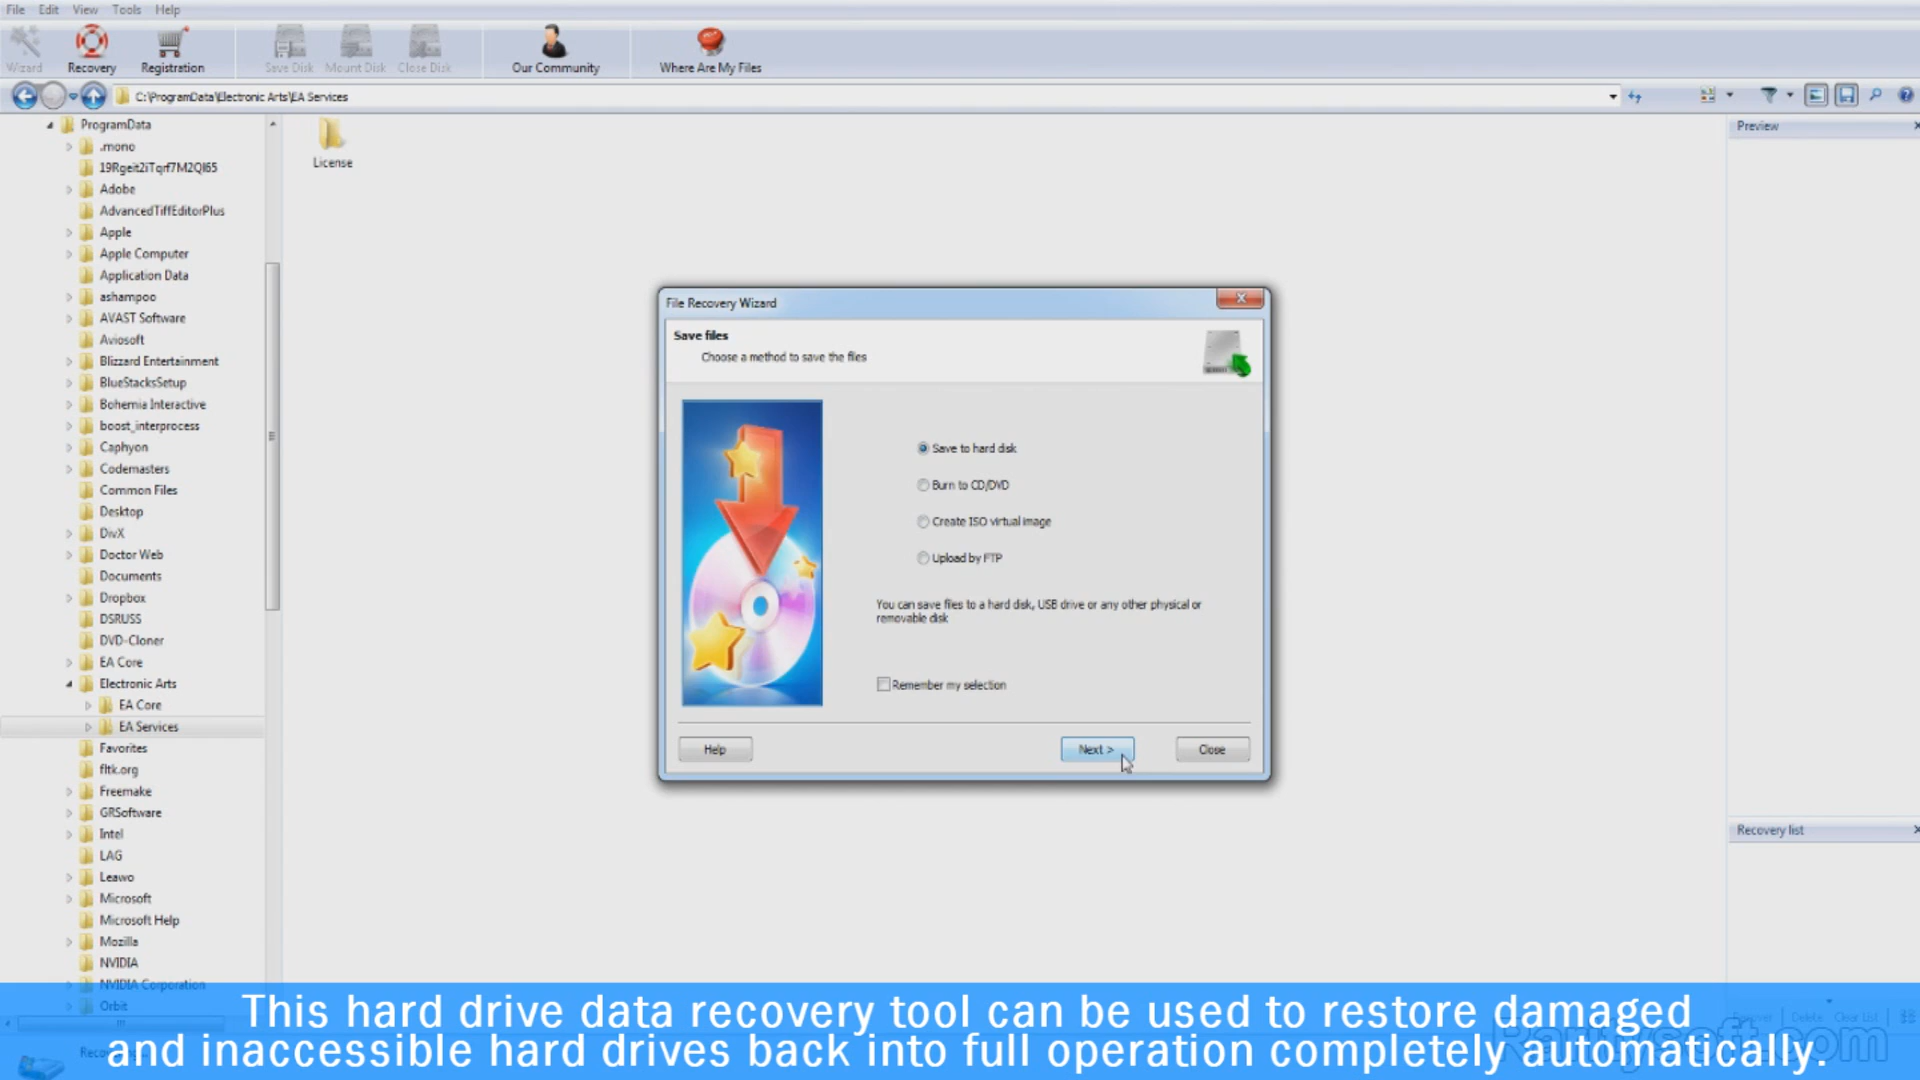 File Edit View Tools Help
Wizard Recovery Registration Save Disk Mount Disk Close Disk Our Community Where Are My Files
C:\ProgramData\Electronic Arts\EA Services
ProgramData
.mono
Adobe
AdvancedTiffEditorPlus
Apple
Apple Computer
Application Data
ashampoo
AVAST Software
Aviosoft
Blizzard Entertainment
BlueStacksSetup
Bohemia Interactive
boost_interprocess
Caphyon
Codemasters
Common Files
Desktop
DivX
Doctor Web
Documents
Dropbox
DSRUSS
DVD-Cloner
EA Core
Electronic Arts
EA Core
EA Services
Favorites
fltk.org
Freemake
GRSoftware
Intel
LAG
Leawo
Microsoft
Microsoft Help
Mozilla
NVIDIA
NVIDIA Corporation
Orbit
License
File Recovery Wizard
Save files
Choose a method to save the files
Save to hard disk
Burn to CD/DVD
Create ISO virtual image
Upload by FTP
You can save files to a hard disk, USB drive or any other physical or
removable disk
Remember my selection
Help Next > Close
Preview
Recovery list
Recover Delete Clear List
This hard drive data recovery tool can be used to restore damaged
and inaccessible hard drives back into full operation completely automatically.